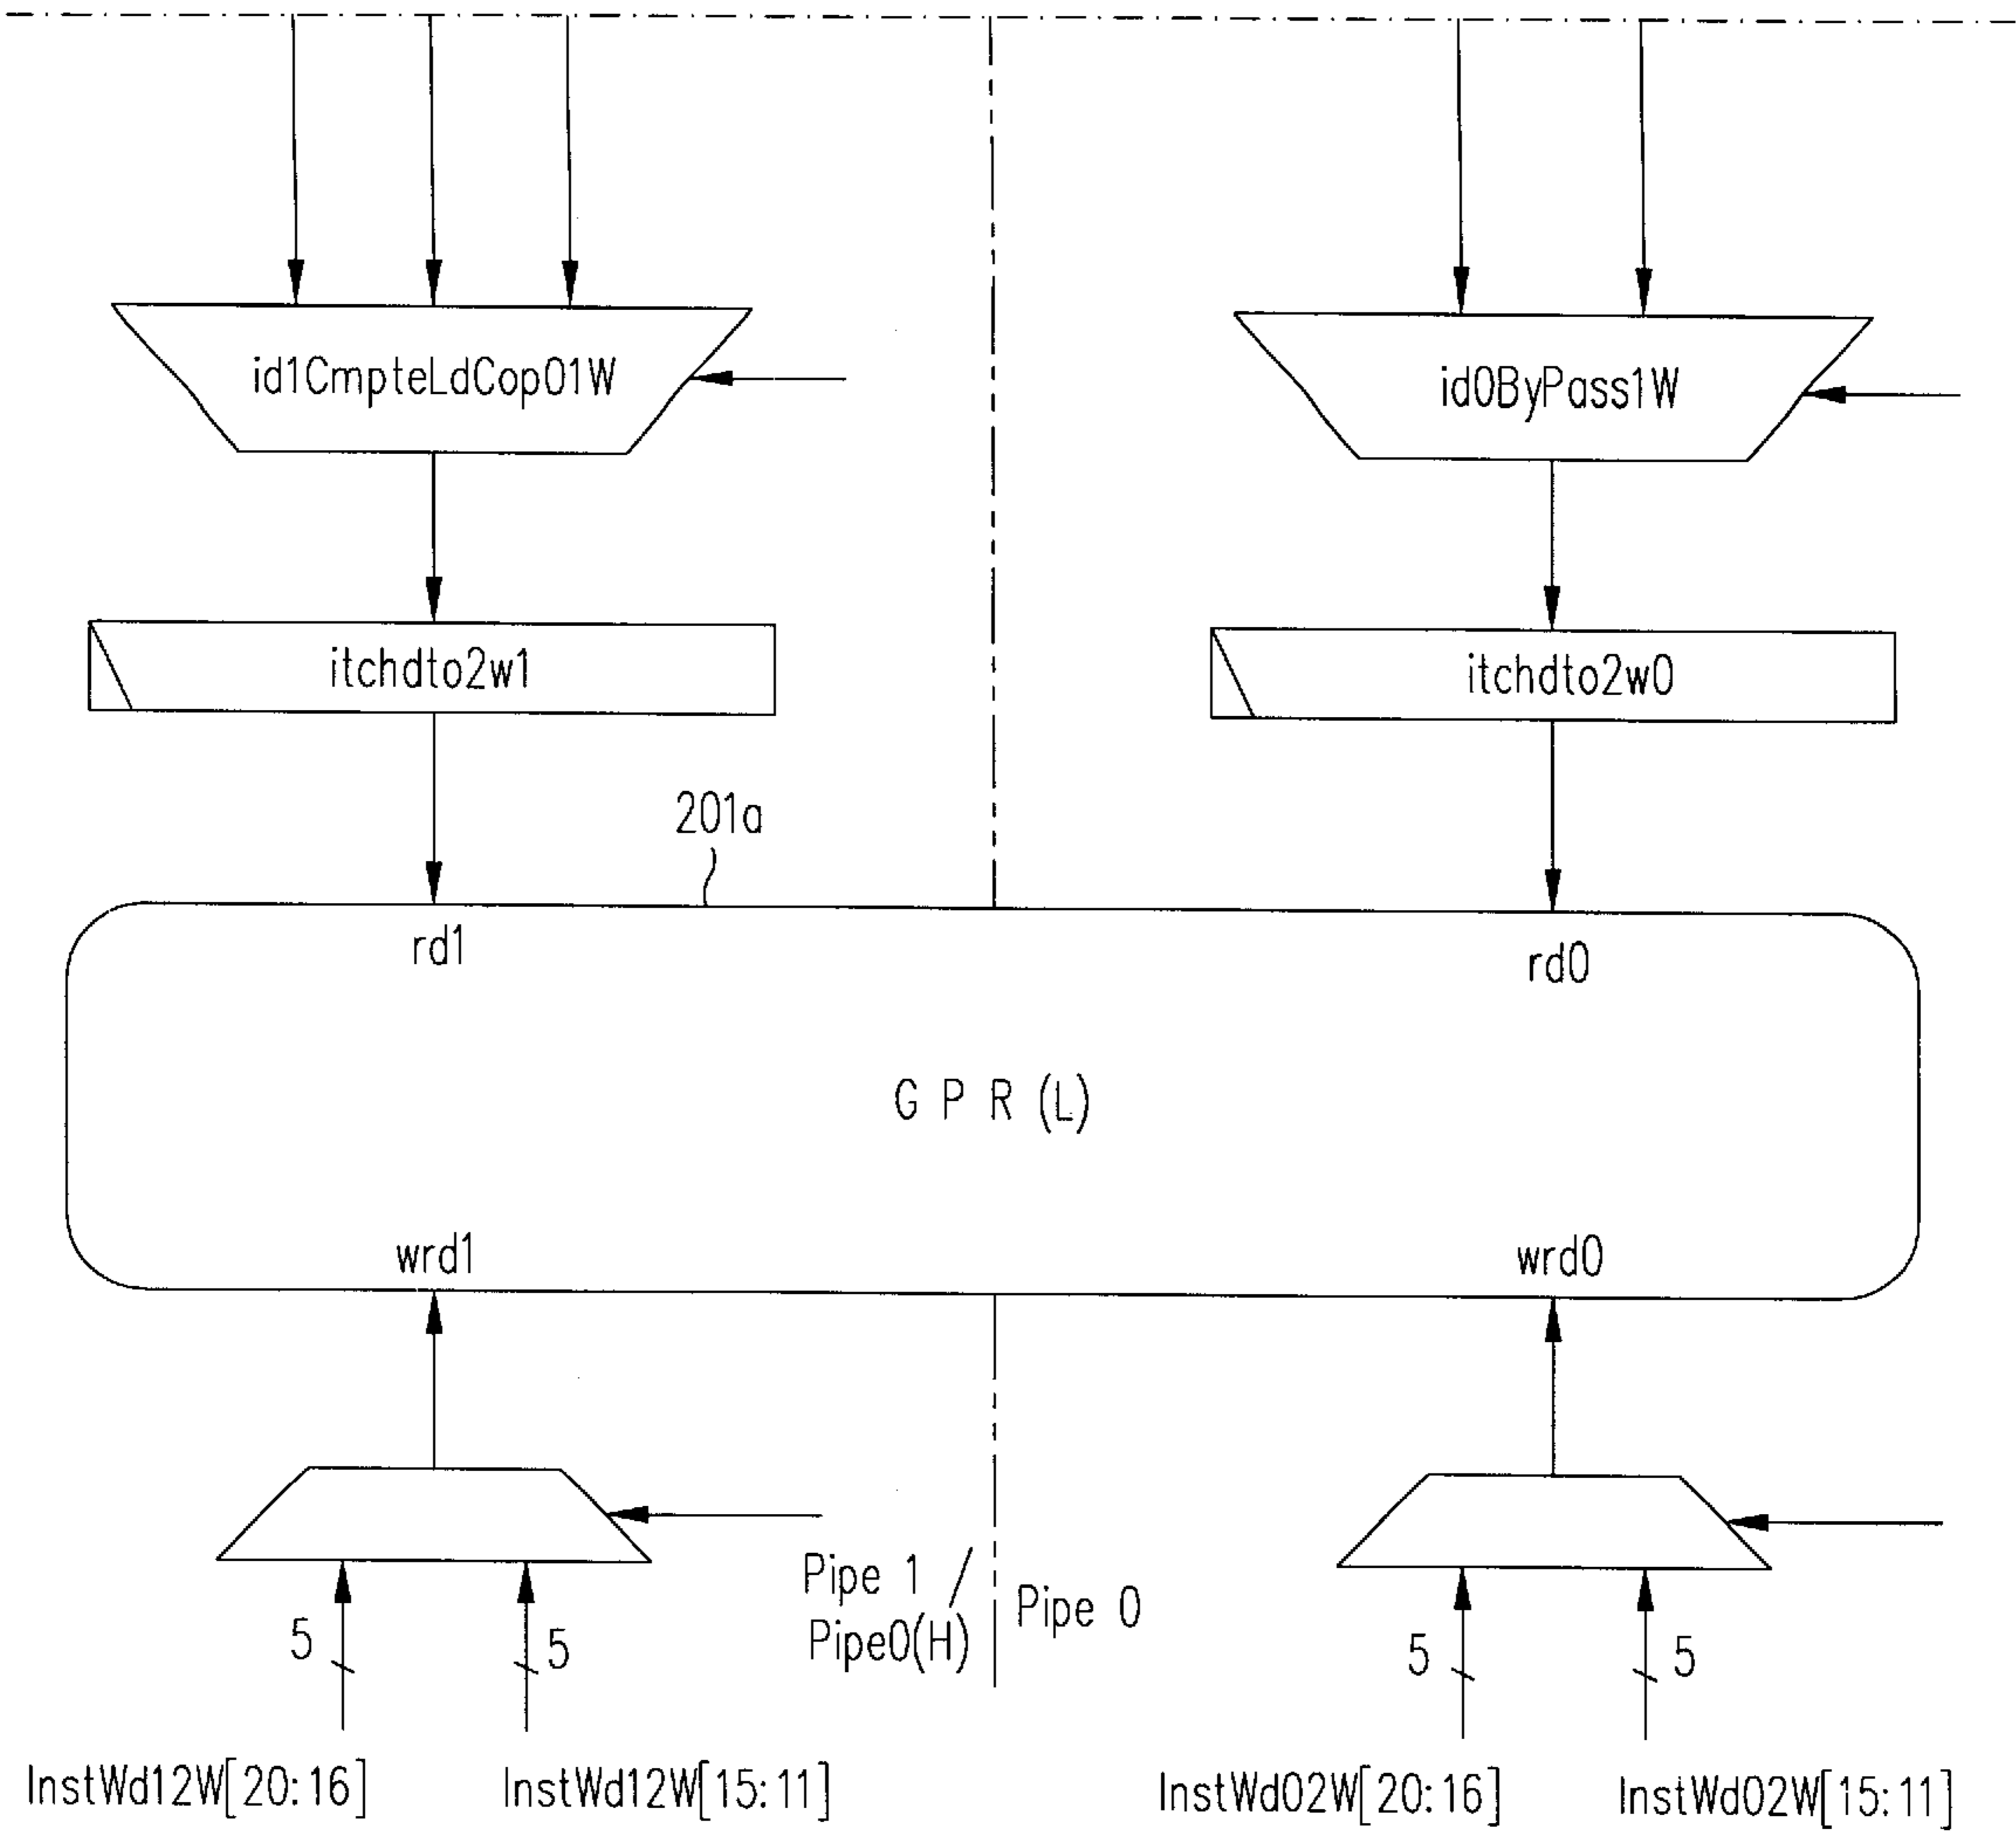 id1CmpteLdCop01W
id0ByPass1W
itchdto2w1
itchdto2w0
201a
rd1
rd0
G P R (L)
wrd1
wrd0
Pipe 1 /
Pipe0(H)
Pipe 0
5
5
5
5
InstWd12W[20:16]
InstWd12W[15:11]
InstWd02W[20:16]
InstWd02W[15:11]